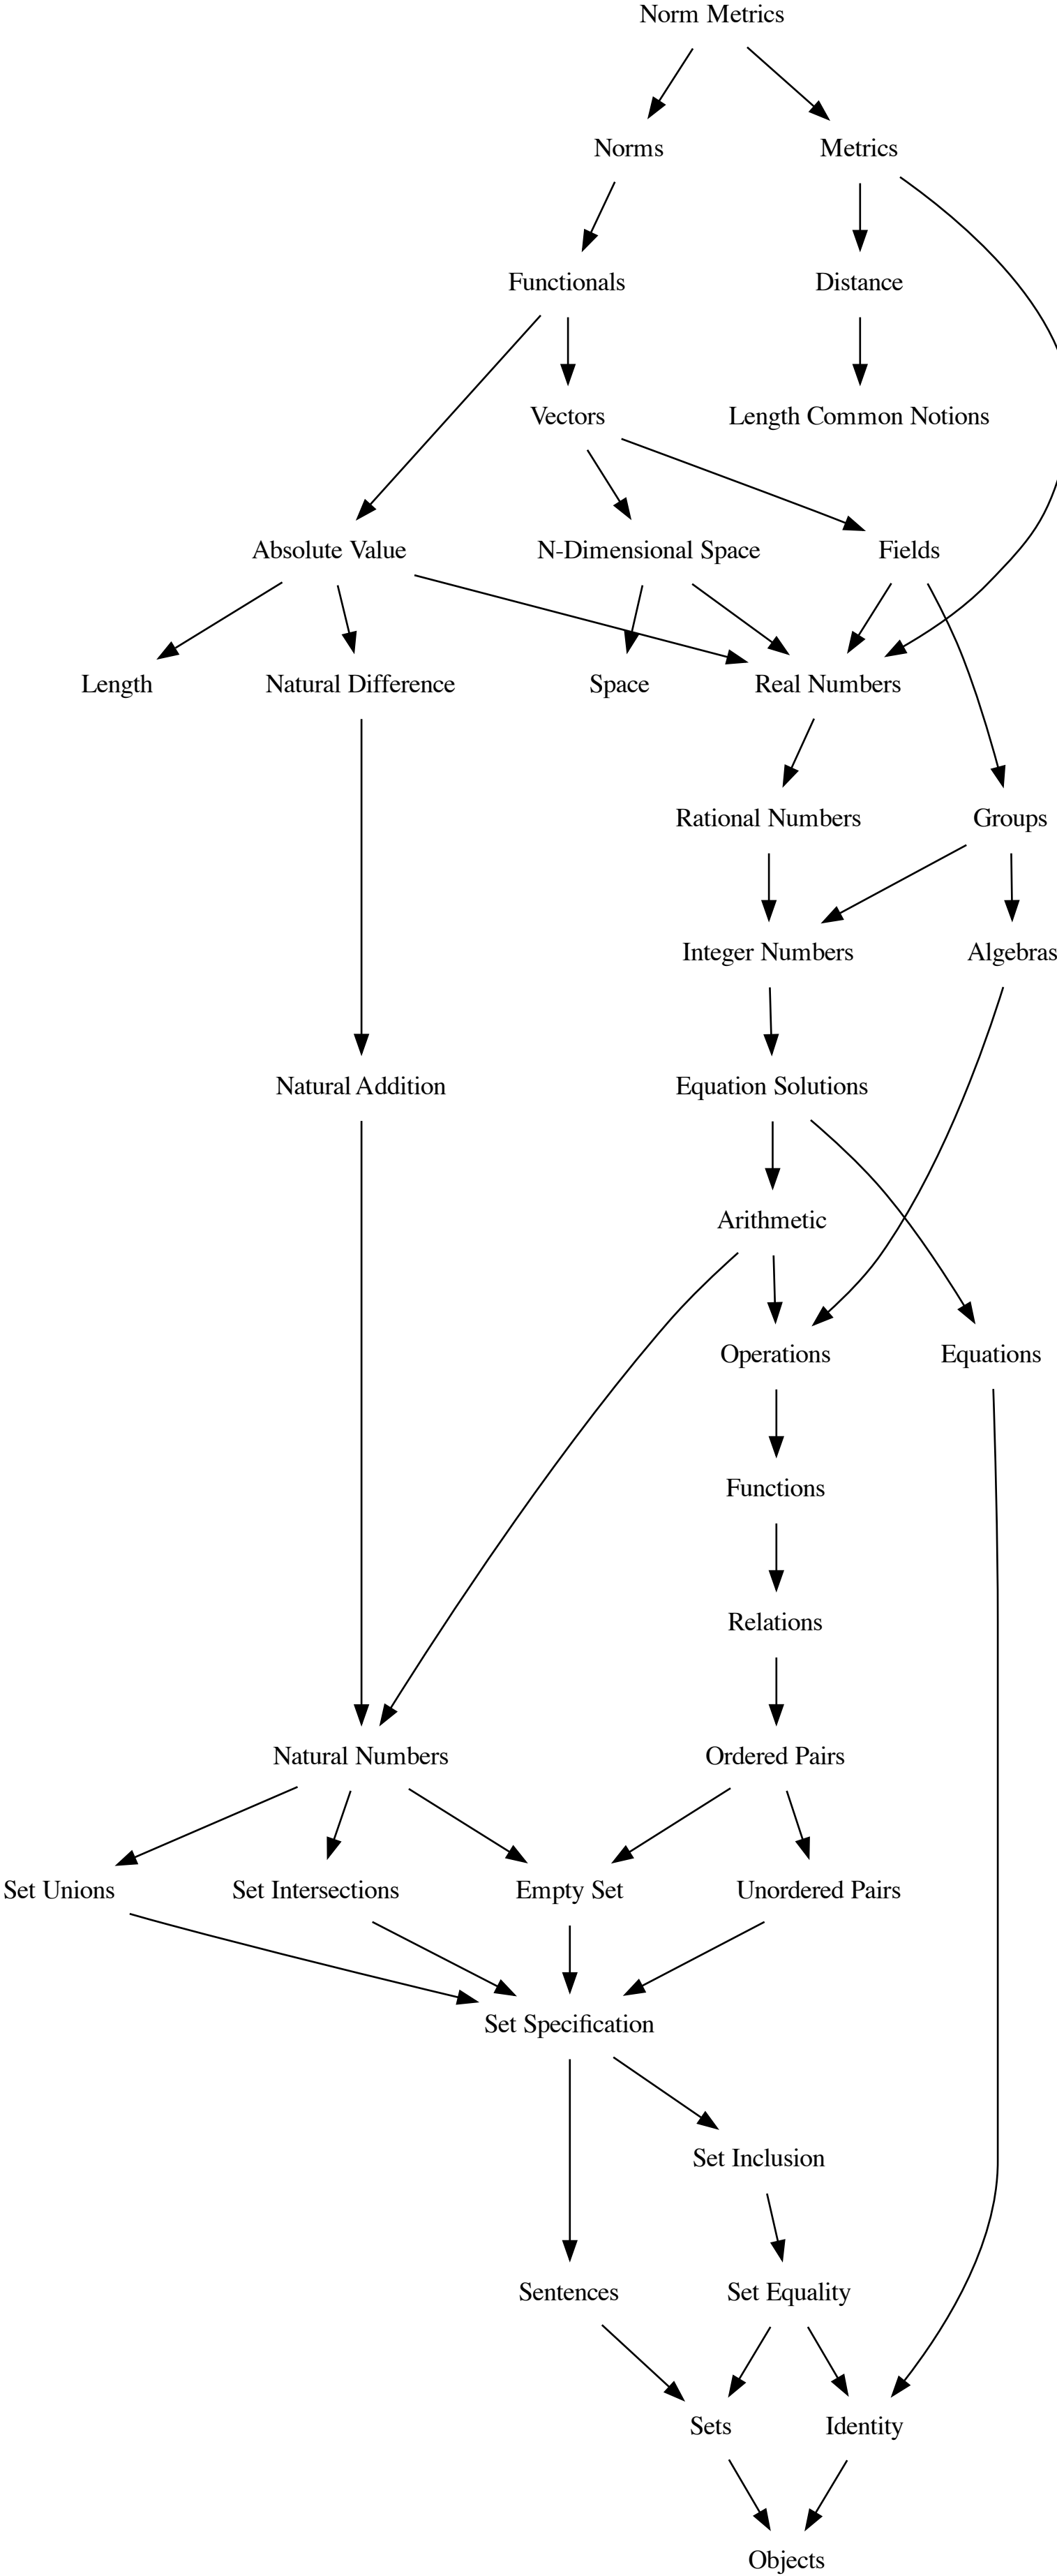 Norm Metrics
Norms
Metrics
Functionals
Distance
Vectors
Length Common Notions
Absolute Value
N-Dimensional Space
Fields
Length
Natural Difference
Space
Real Numbers
Rational Numbers
Groups
Integer Numbers
Algebras
Natural Addition
Equation Solutions
Arithmetic
Operations
Equations
Functions
Relations
Natural Numbers
Ordered Pairs
Set Unions
Set Intersections
Empty Set
Unordered Pairs
Set Specification
Set Inclusion
Sentences
Set Equality
Sets
Identity
Objects